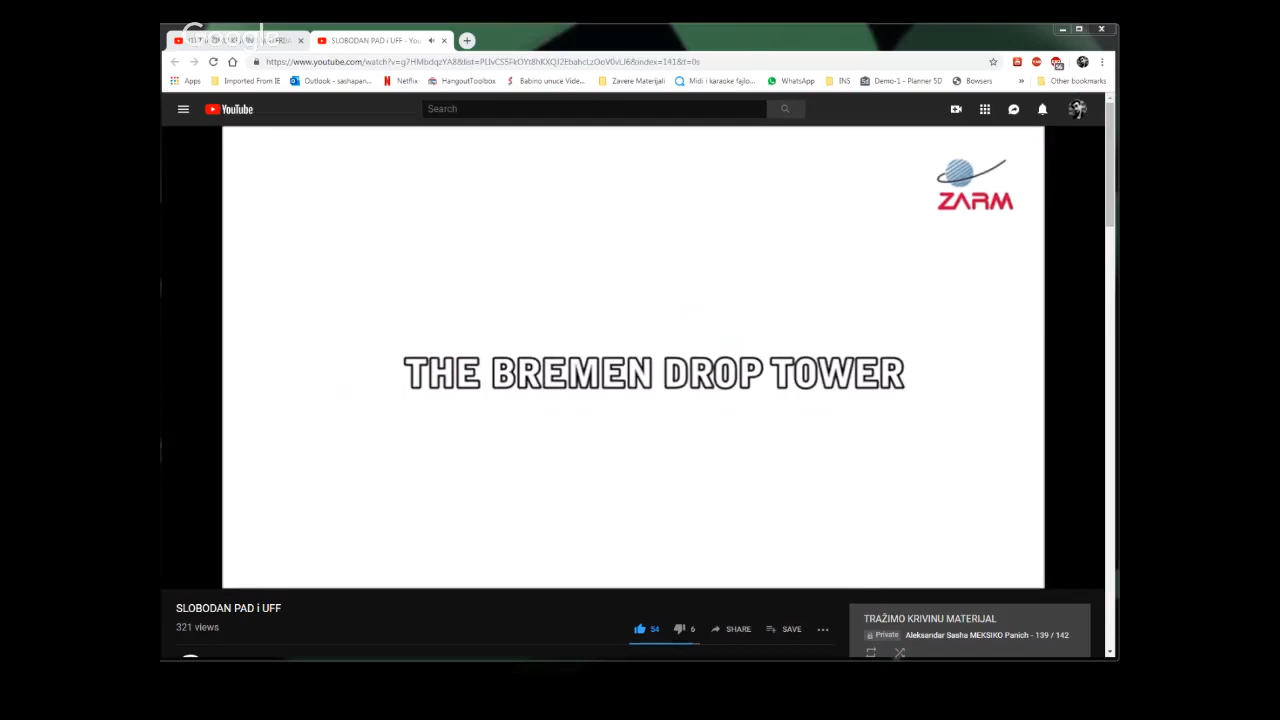 Google
SLOBODAN PAD i UFF - You
https://www.youtube.com/watch?v=g7HMbdqzYA8&list=PLlvCS5FkOYt8hKXQJ2EbahcLzOoV0vLJ6&index=141&t=0s
Apps Imported From IE Outlook - sashapan... Netflix HangoutToolbox Babino unuce Vide... Zavere Materijali Midi i karaoke fajlo... WhatsApp INS Demo-1 - Planner 5D Bowsers » Other bookmarks
YouTube
Search
ZARM
THE BREMEN DROP TOWER
SLOBODAN PAD i UFF
321 views
54 6 SHARE SAVE
TRAŽIMO KRIVINU MATERIJAL
Private Aleksandar Sasha MEKSIKO Panich - 139 / 142